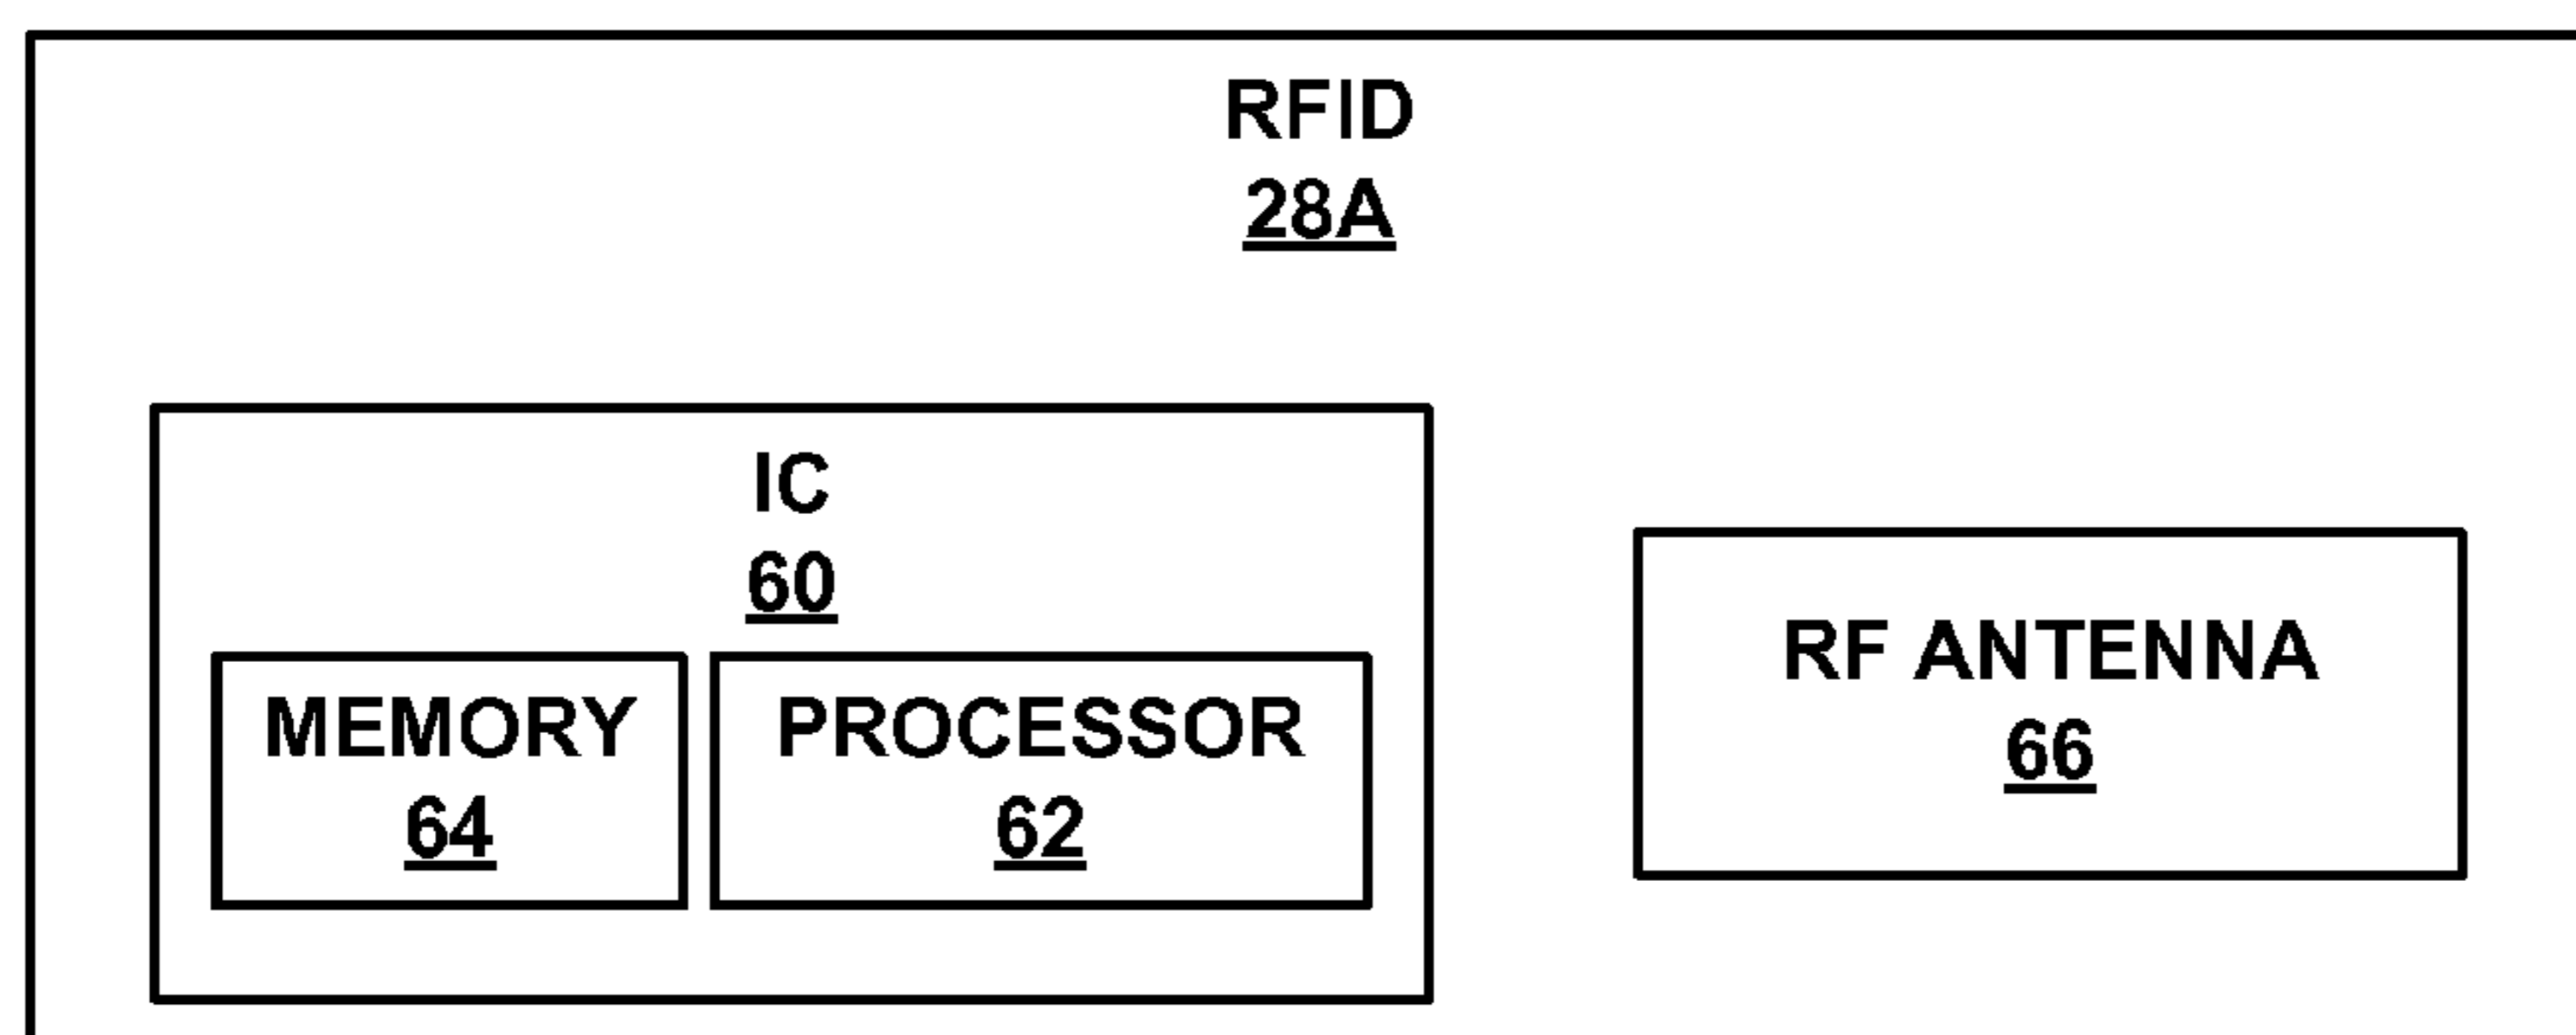 RFID
28A
IC
60
MEMORY
64
PROCESSOR
62
RF ANTENNA
66